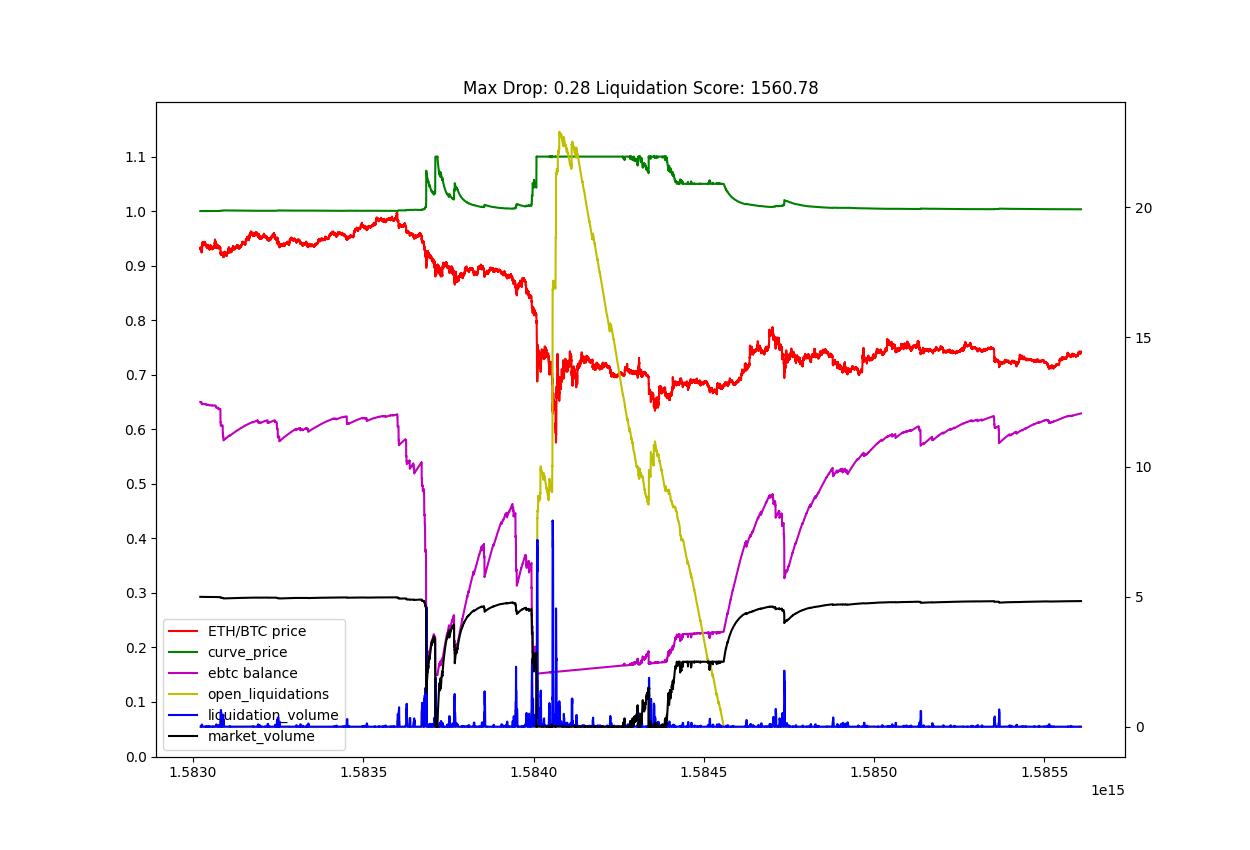 Max Drop: 0.28 Liquidation Score: 1560.78
1.1
1.0
0.9
0.8
0.7
0.6
0.5
0.4
0.3
0.2
0.1
0.0
20
15
10
5
0
ETH/BTC price
curve_price
ebtc balance
open_liquidations
liquidation_volume
market_volume
1.5830 1.5835 1.5840 1.5845 1.5850 1.5855
1e15